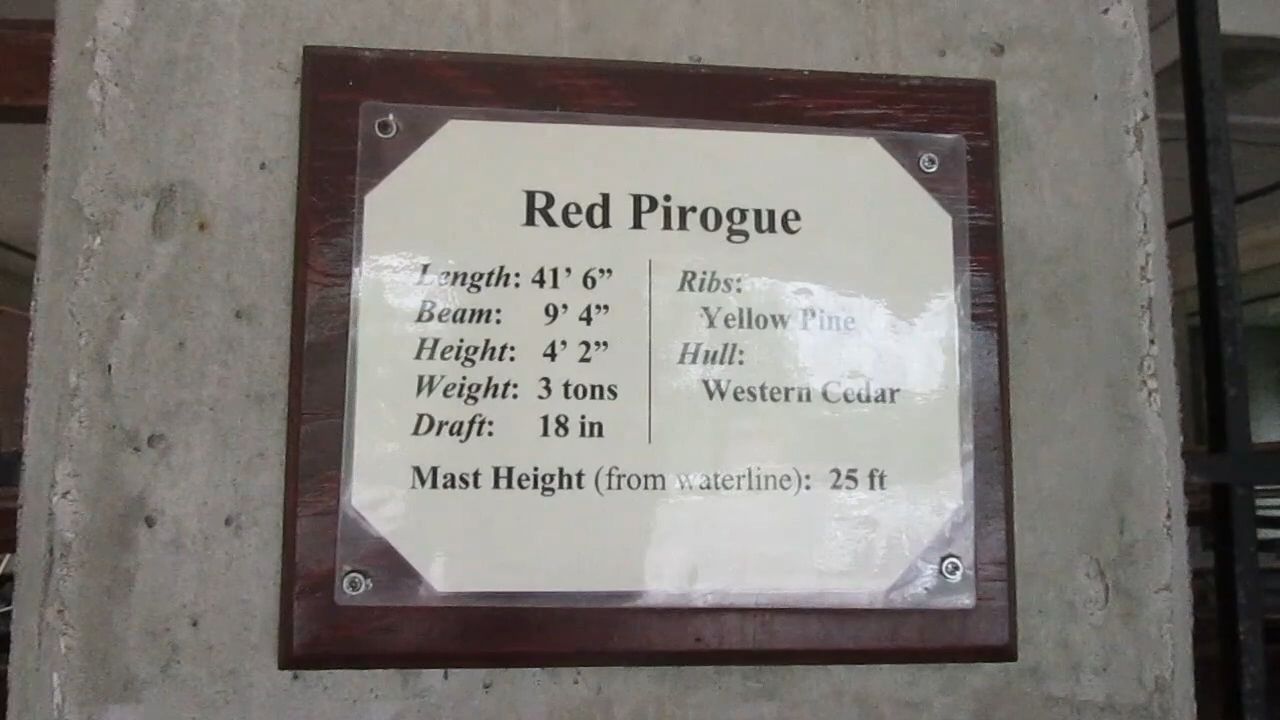 Red Pirogue
Length: 41’ 6”
Beam: 9’ 4”
Height: 4’ 2”
Weight: 3 tons
Draft: 18 in
Ribs:
Yellow Pine
Hull:
Western Cedar
Mast Height (from waterline): 25 ft